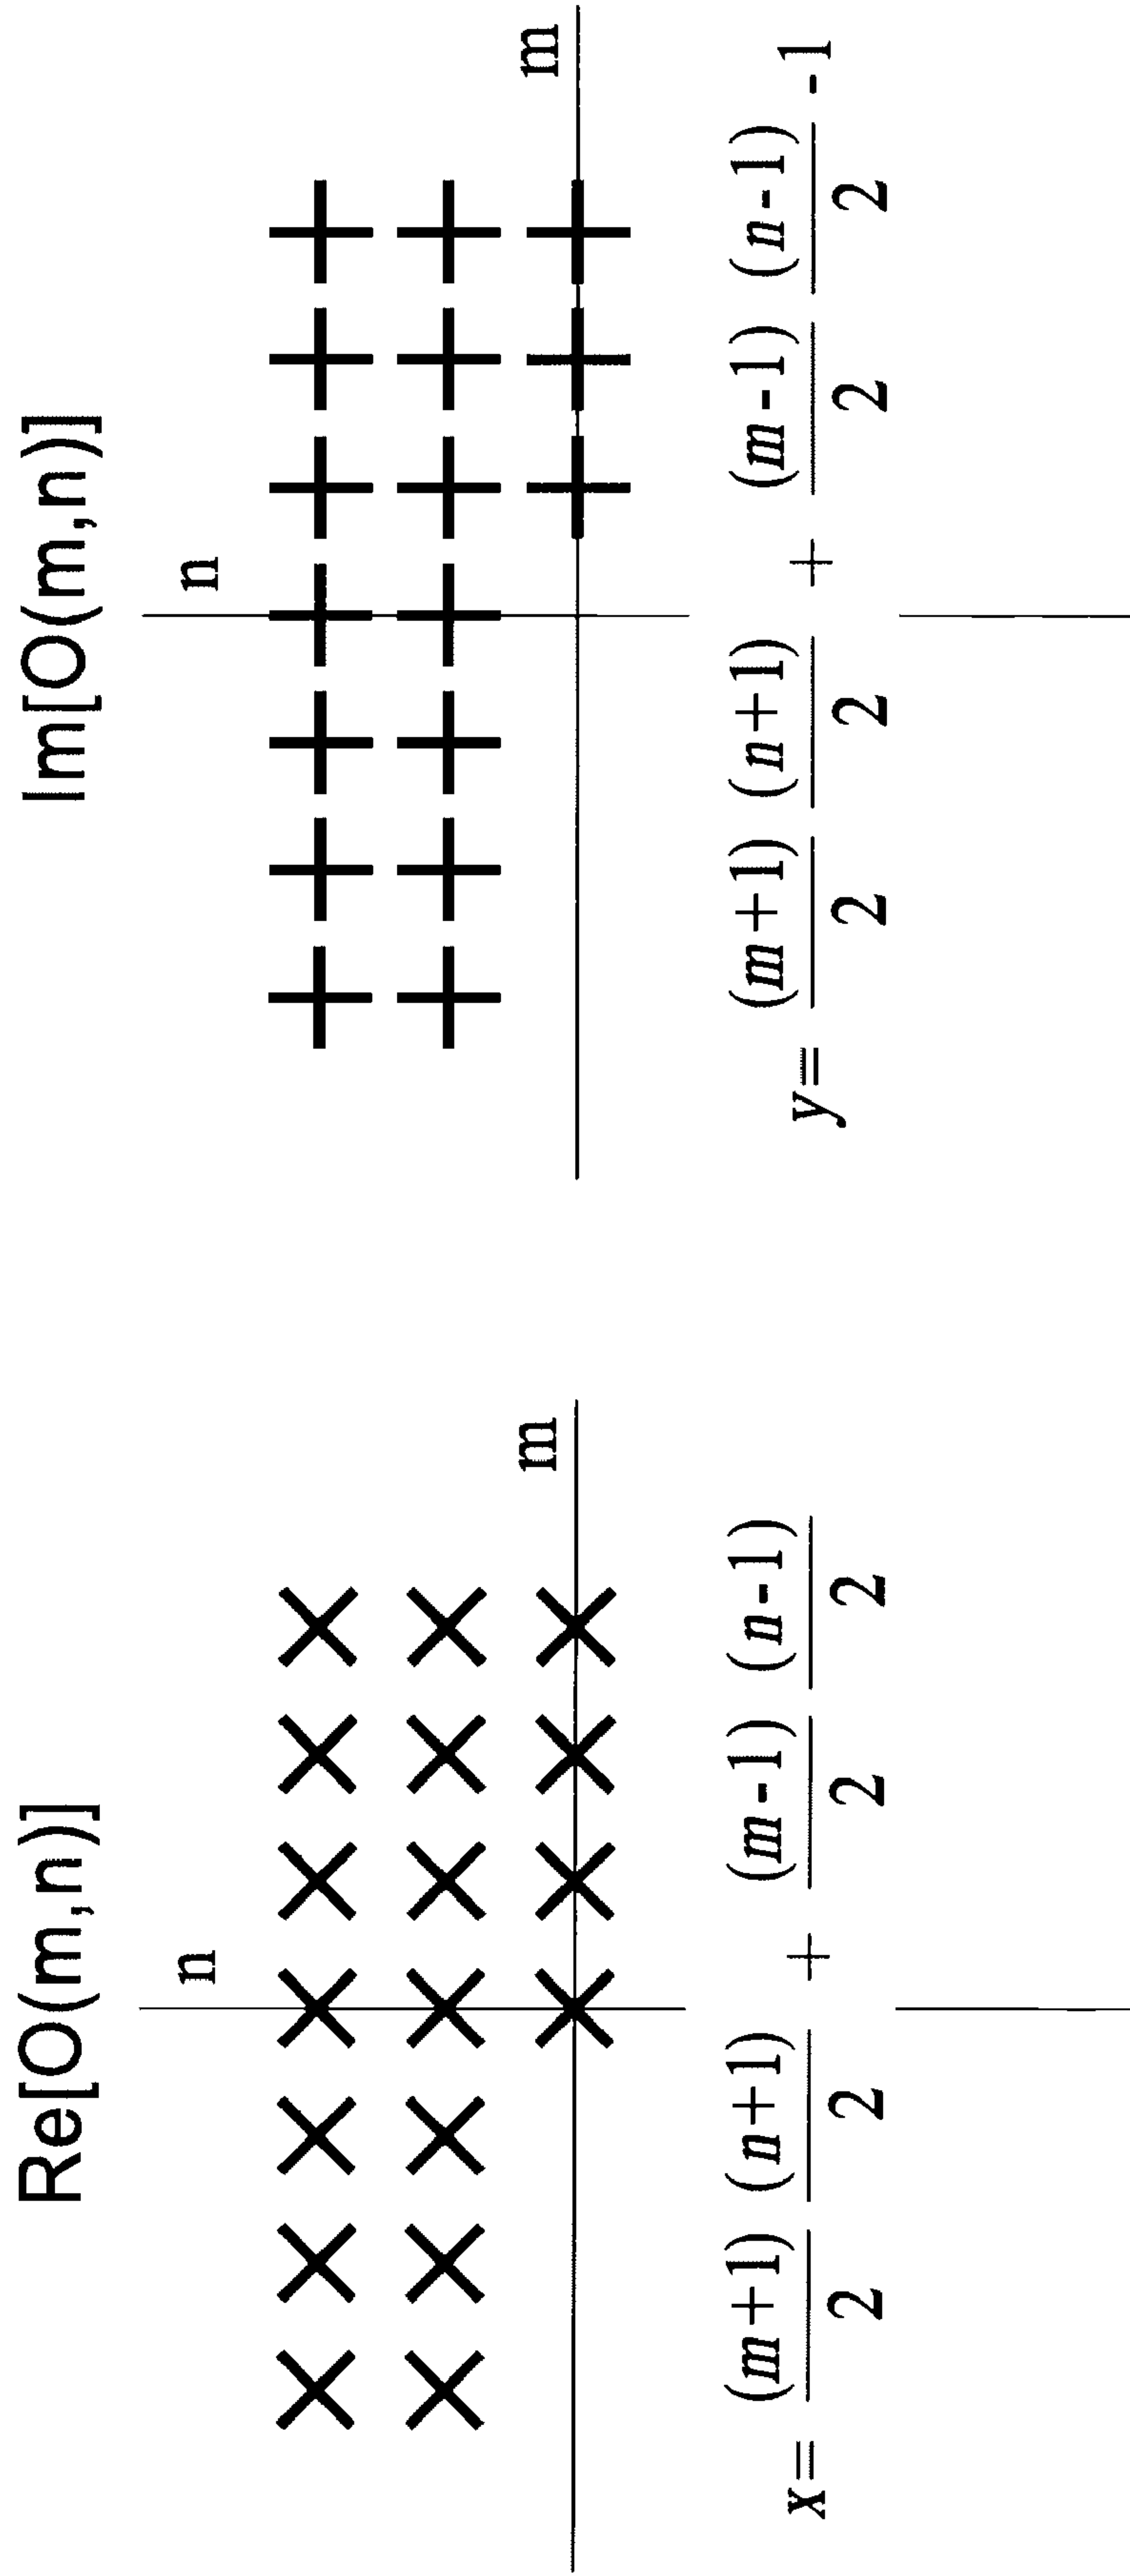 Re[O(m,n)]
n
m
x= (m+1)/2 (n+1)/2 + (m-1)/2 (n-1)/2
Im[O(m,n)]
n
m
y= (m+1)/2 (n+1)/2 + (m-1)/2 (n-1)/2 -1